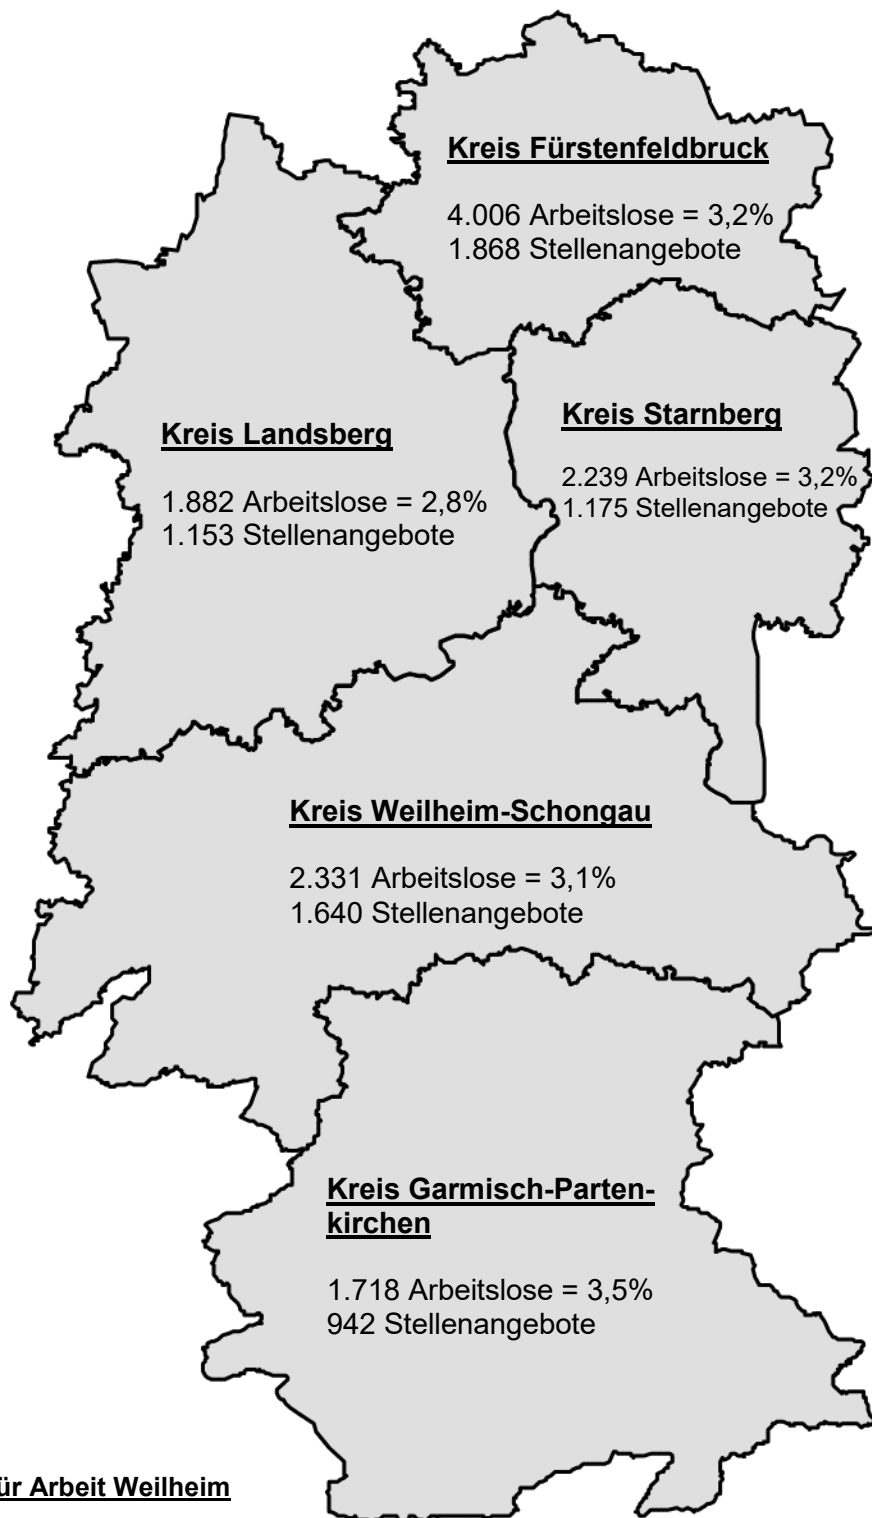 Kreis Fürstenfeldbruck
4.006 Arbeitslose = 3,2%
1.868 Stellenangebote
Kreis Starnberg
2.239 Arbeitslose = 3,2%
1.175 Stellenangebote
Kreis Landsberg
1.882 Arbeitslose = 2,8%
1.153 Stellenangebote
Kreis Weilheim-Schongau
2.331 Arbeitslose = 3,1%
1.640 Stellenangebote
Kreis Garmisch-Parten-
kirchen
1.718 Arbeitslose = 3,5%
942 Stellenangebote
ür Arbeit Weilheim